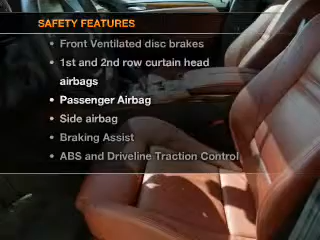 SAFETY FEATURES
• Front Ventilated disc brakes
• 1st and 2nd row curtain head
airbags
• Passenger Airbag
• Side airbag
• Braking Assist
• ABS and Driveline Traction Control